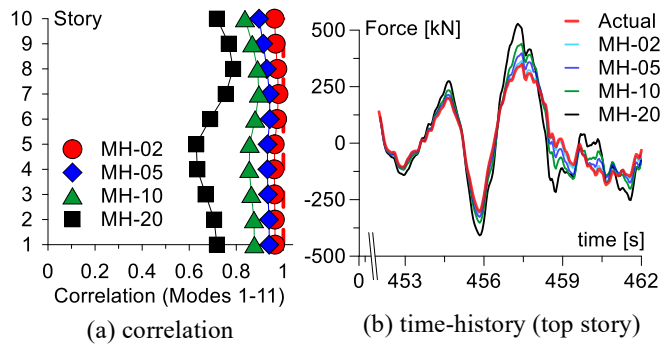 Story
10
9
8
7
6
5
4
3
2
1
MH-02
MH-05
MH-10
MH-20
0 0.2 0.4 0.6 0.8 1
Correlation (Modes 1-11)
(a) correlation
Force [kN]
500
250
0
-250
-500
Actual
MH-02
MH-05
MH-10
MH-20
time [s]
0 453 456 459 462
(b) time-history (top story)